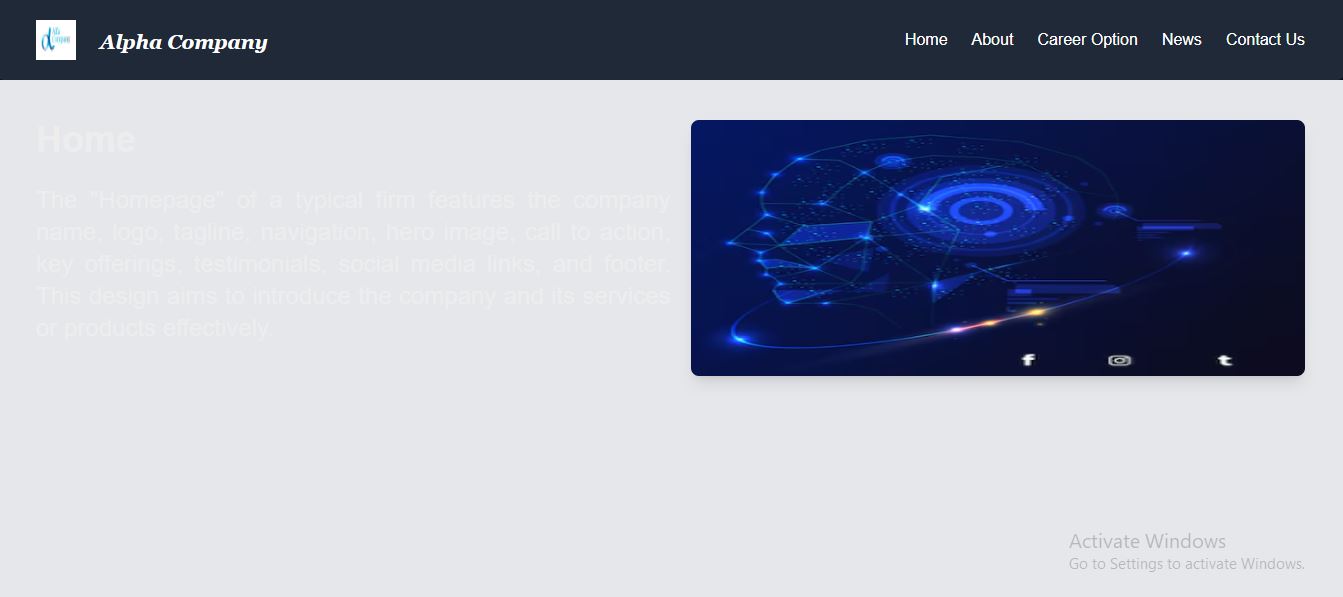 Alpha Company
Home About Career Option News Contact Us
Home
The "Homepage" of a typical firm features the company
name, logo, tagline, navigation, hero image, call to action,
key offerings, testimonials, social media links, and footer.
This design aims to introduce the company and its services
or products effectively.
Activate Windows
Go to Settings to activate Windows.